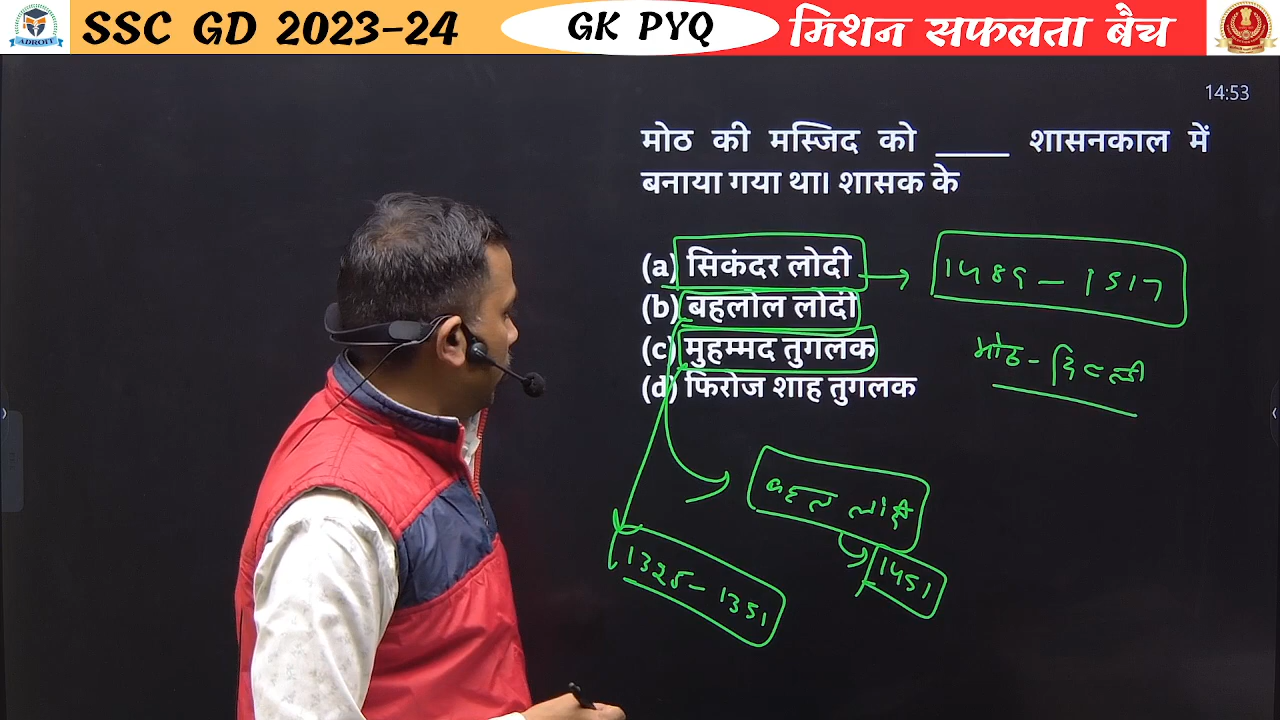 ADROIT
SSC GD 2023-24
GK PYQ
मिशन सफलता बैच
14:53
मोठ की मस्जिद को _____ शासनकाल में
बनाया गया था। शासक के
(a) सिकंदर लोदी
1489 – 1517
(b) बहलोल लोदी
(c) मुहम्मद तुगलक
मोठ - दिल्ली
(d) फिरोज शाह तुगलक
बहल लोदी
1451
1325 – 1351